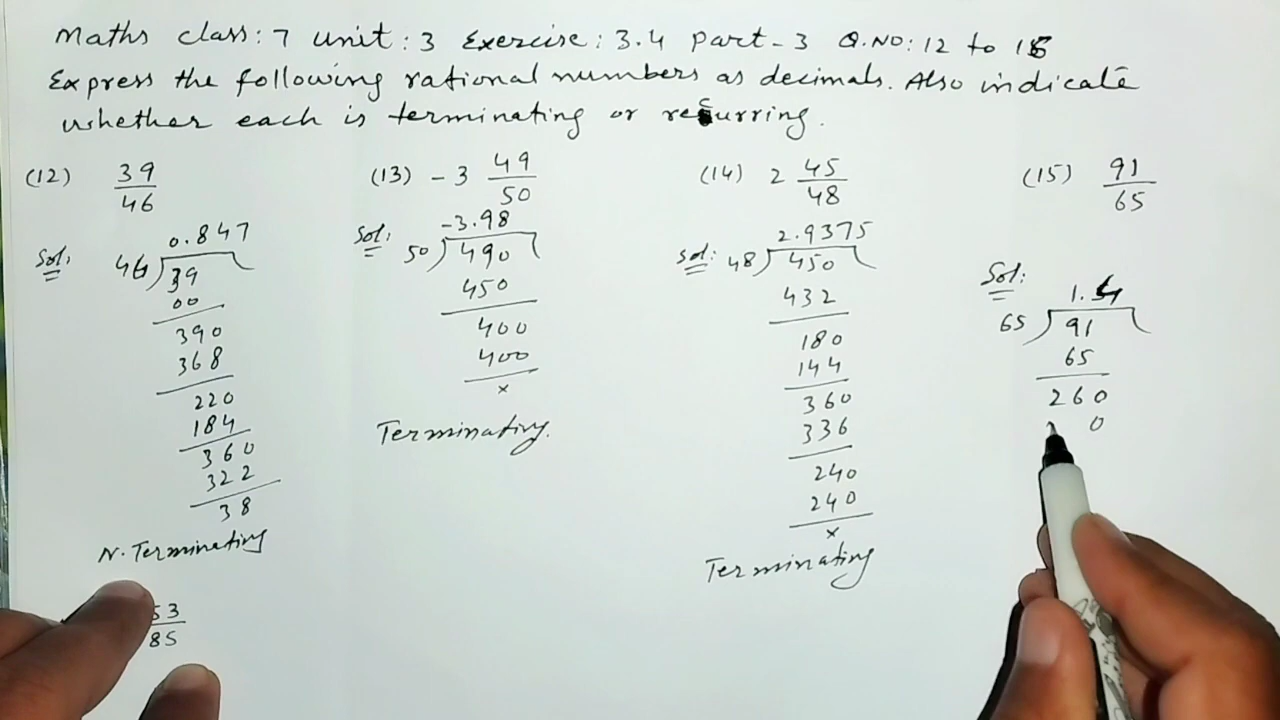 Maths class: 7 unit: 3 Exercise: 3.4 part-3 Q.NO: 12 to 15
Express the following rational numbers as decimals. Also indicate
whether each is terminating or recurring.
(12) 39/46
Sol:
0.847
46) 39
00
390
368
220
184
360
322
38
N. Terminating
53/85
(13) -3 49/50
Sol:
-3.98
50) 490
450
400
400
x
Terminating.
(14) 2 45/48
Sol:
2.9375
48) 450
432
180
144
360
336
240
240
x
Terminating
(15) 91/65
Sol:
1.4
65) 91
65
260
0